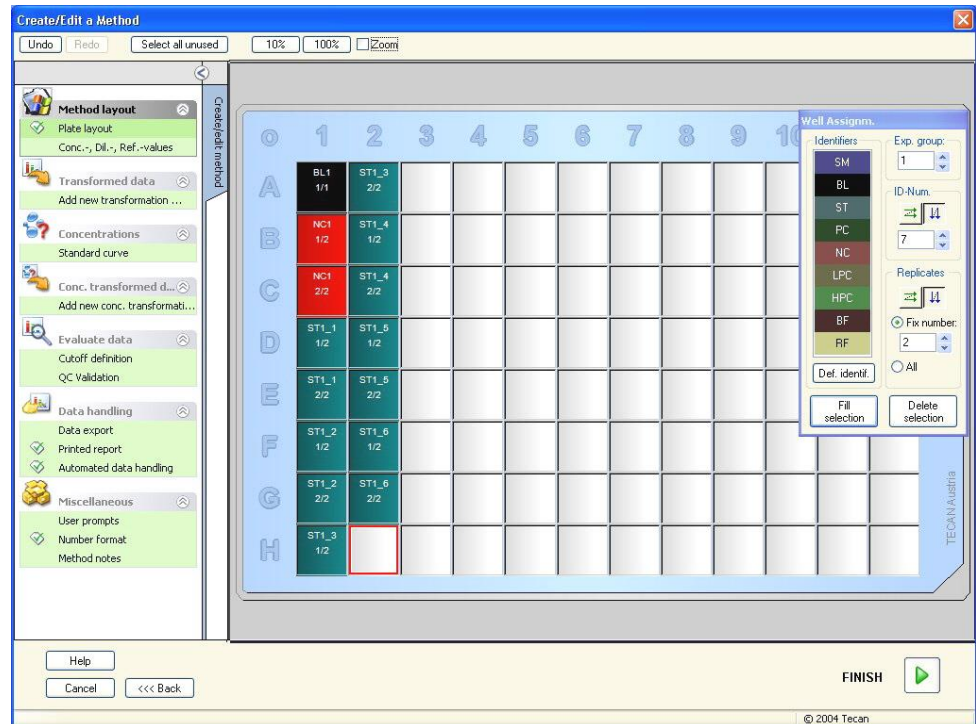 Create/Edit a Method
Undo Redo Select all unused 10% 100% Zoom
Create/edit method
Method layout
Plate layout
Conc.-, Dil.-, Ref.-values
Transformed data
Add new transformation ...
Concentrations
Standard curve
Conc. transformed d...
Add new conc. transformati...
Evaluate data
Cutoff definition
QC Validation
Data handling
Data export
Printed report
Automated data handling
Miscellaneous
User prompts
Number format
Method notes
1 2 3 4 5 6 7 8 9 10
A
BL1 ST1_3
1/1 2/2
B
NC1 ST1_4
1/2 1/2
C
NC1 ST1_4
2/2 2/2
D
ST1_1 ST1_5
1/2 1/2
E
ST1_1 ST1_5
2/2 2/2
F
ST1_2 ST1_6
1/2 1/2
G
ST1_2 ST1_6
2/2 2/2
H
ST1_3
1/2
TECAN Austria
Well Assignm.
Identifiers
SM
BL
ST
PC
NC
LPC
HPC
BF
RF
Def. identif.
Exp. group:
1
ID-Num.
7
Replicates
Fix number:
2
All
Fill selection
Delete selection
Help
Cancel <<< Back
FINISH
© 2004 Tecan